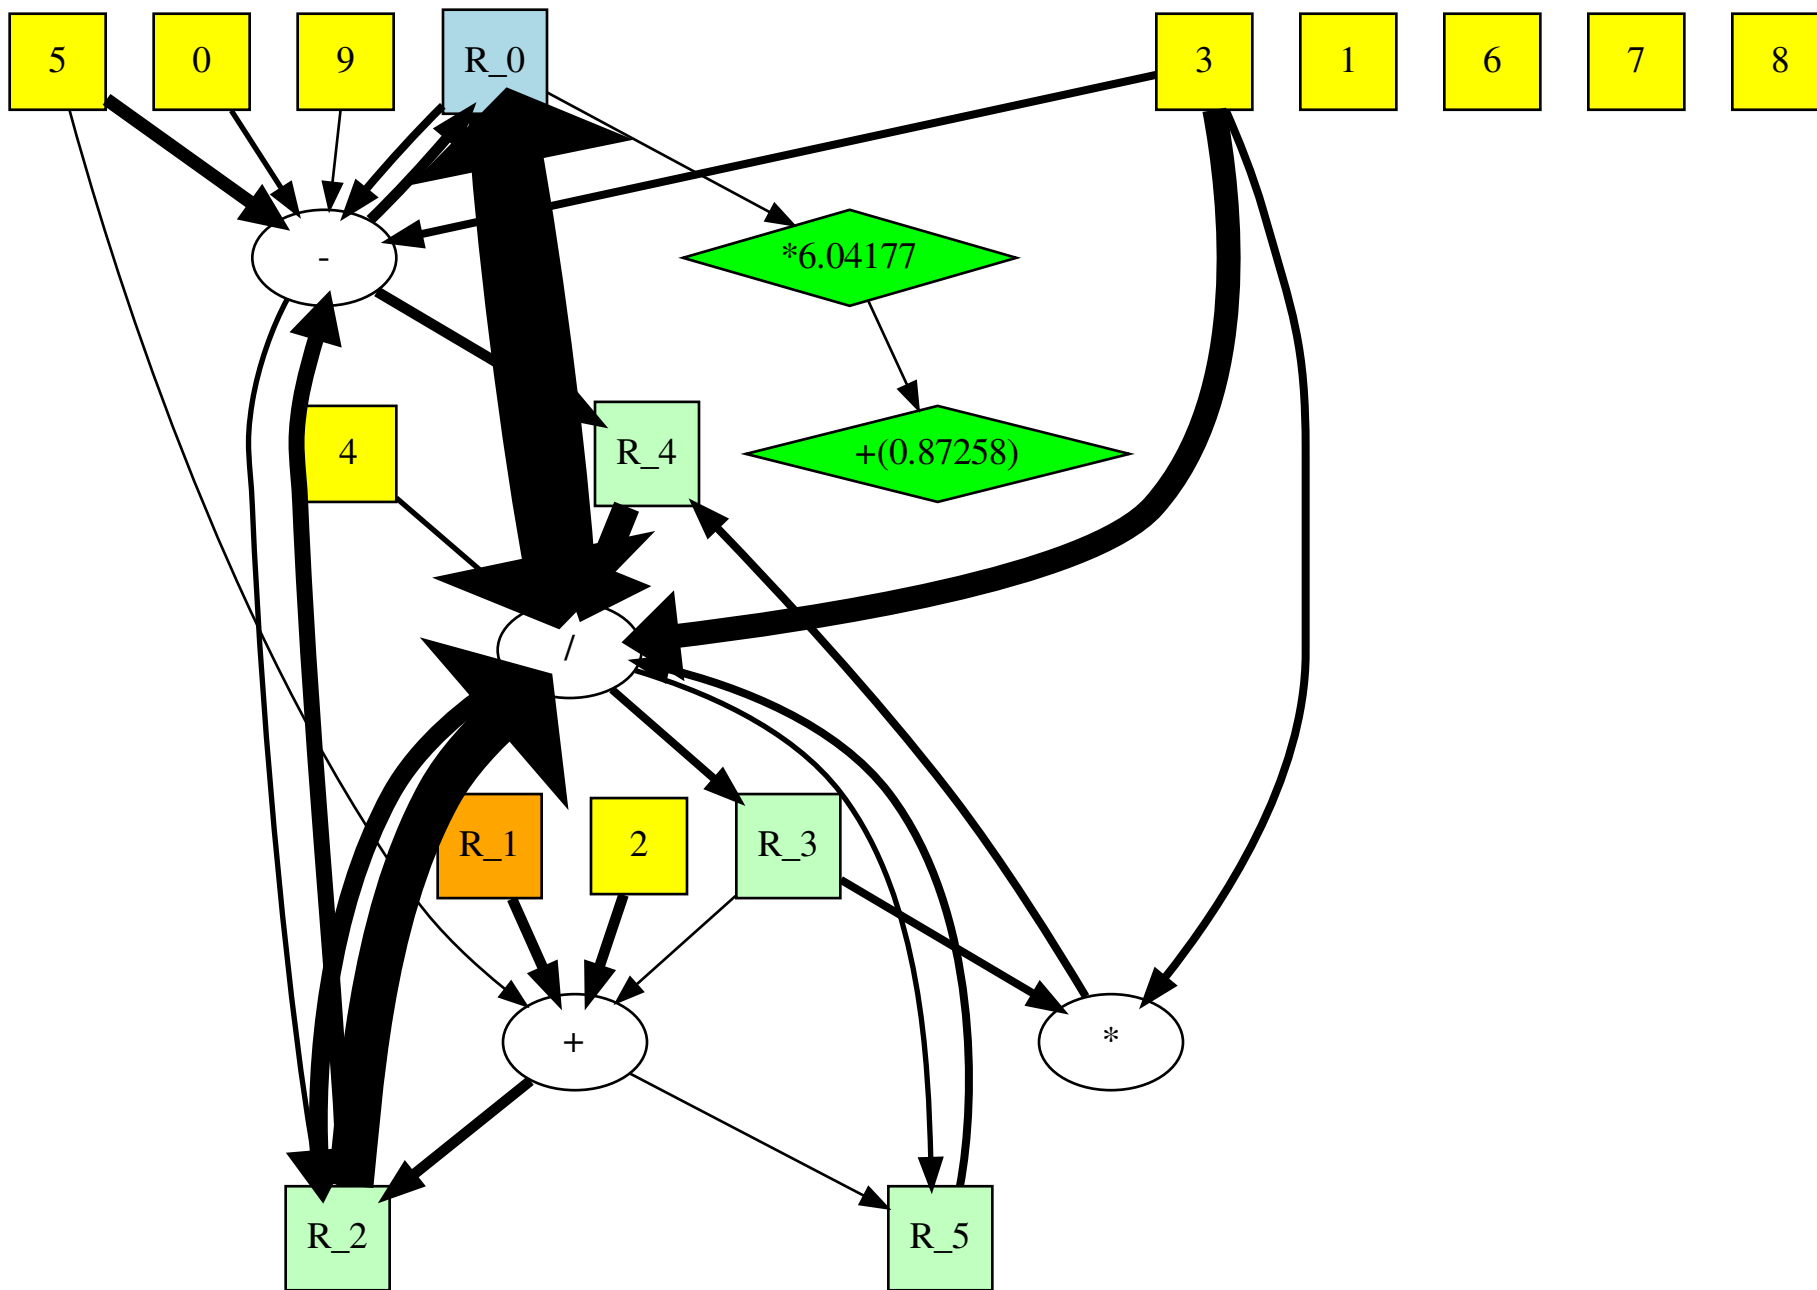 5 0 9 R_0 3 1 6 7 8
- *6.04177
4 R_4 +(0.87258)
/
R_1 2 R_3
+ *
R_2 R_5